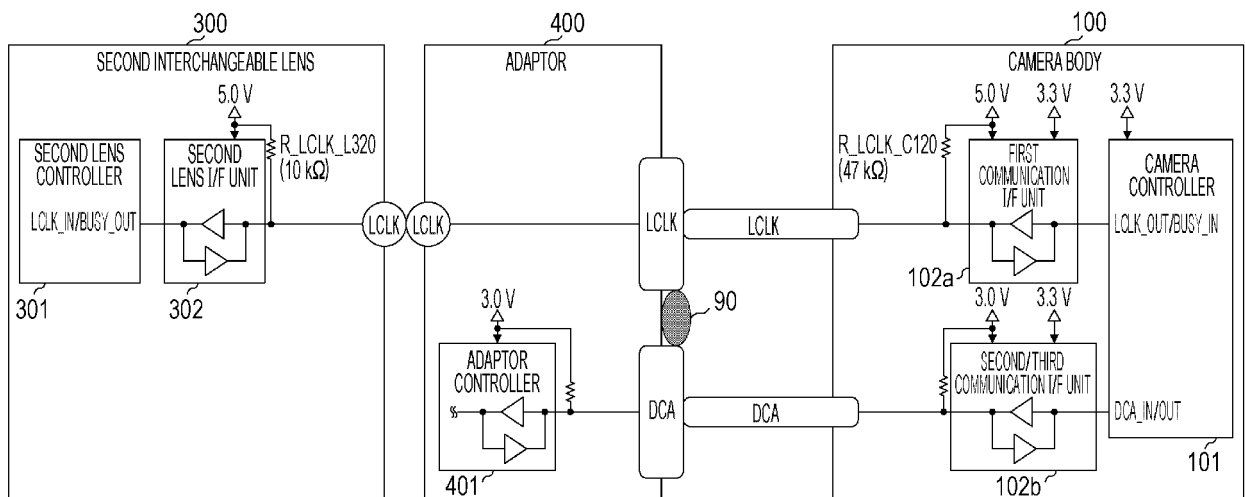 300
SECOND INTERCHANGEABLE LENS
5.0 V
R_LCLK_L320
(10 kΩ)
SECOND LENS
CONTROLLER
LCLK_IN/BUSY_OUT
301
SECOND
LENS I/F UNIT
302
LCLK
400
ADAPTOR
LCLK
LCLK
LCLK
90
3.0 V
ADAPTOR
CONTROLLER
401
DCA
DCA
100
CAMERA BODY
5.0 V
3.3 V
3.3 V
R_LCLK_C120
(47 kΩ)
FIRST
COMMUNICATION
I/F UNIT
102a
CAMERA
CONTROLLER
LCLK_OUT/BUSY_IN
3.0 V
3.3 V
SECOND/THIRD
COMMUNICATION I/F UNIT
102b
DCA_IN/OUT
101